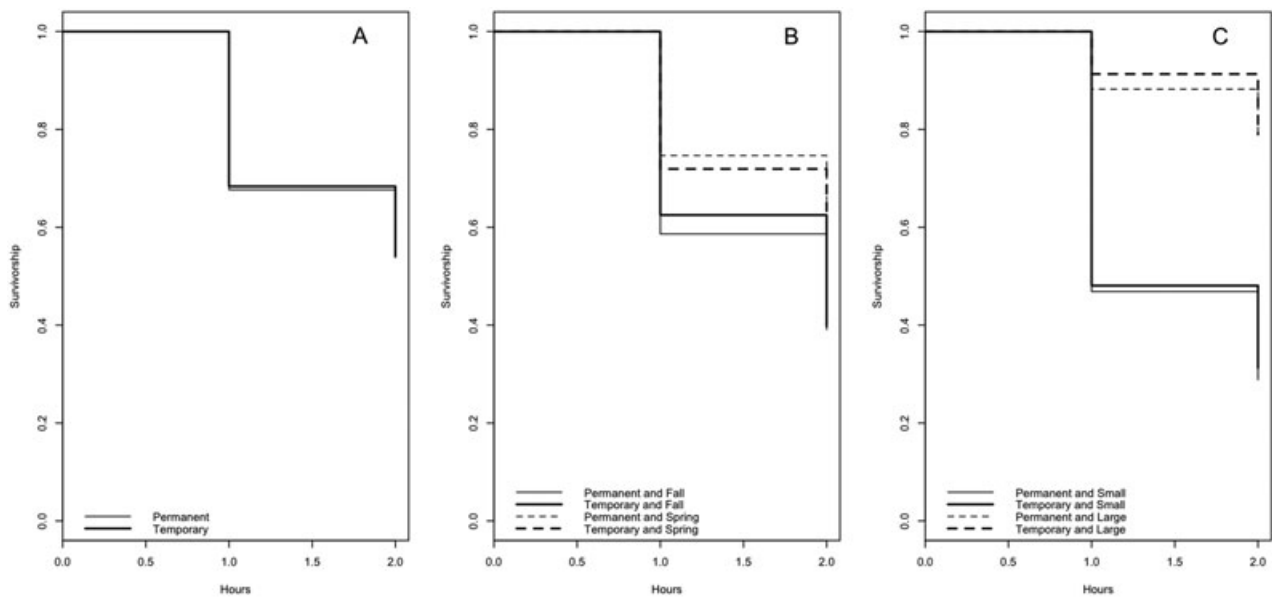 A
1.0
0.8
0.6
0.4
0.2
0.0
Survivorship
Permanent
Temporary
0.0 0.5 1.0 1.5 2.0
Hours
B
1.0
0.8
0.6
0.4
0.2
0.0
Survivorship
Permanent and Fall
Temporary and Fall
Permanent and Spring
Temporary and Spring
0.0 0.5 1.0 1.5 2.0
Hours
C
1.0
0.8
0.6
0.4
0.2
0.0
Survivorship
Permanent and Small
Temporary and Small
Permanent and Large
Temporary and Large
0.0 0.5 1.0 1.5 2.0
Hours